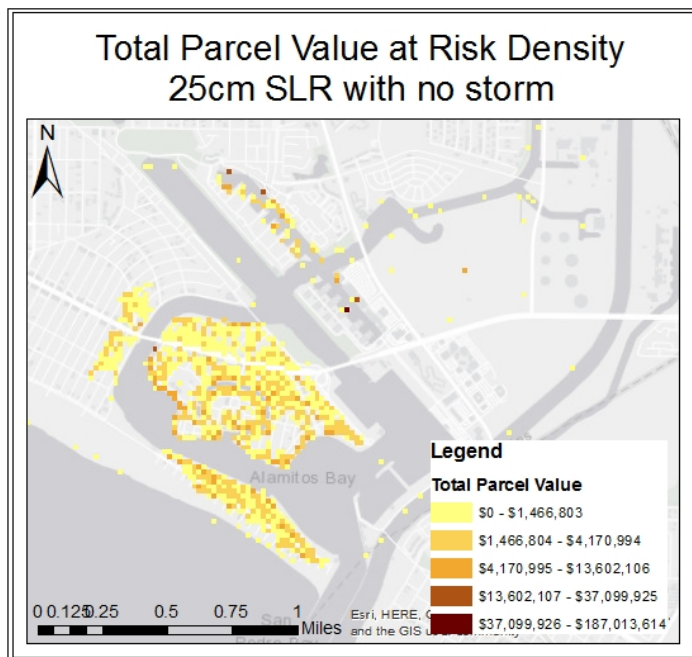 Total Parcel Value at Risk Density
25cm SLR with no storm
N
Alamitos Bay
Legend
Total Parcel Value
$0 - $1,466,803
$1,466,804 - $4,170,994
$4,170,995 - $13,602,106
$13,602,107 - $37,099,925
$37,099,926 - $187,013,614
0 0.125 0.25 0.5 0.75 1
Miles
Esri, HERE,
and the GIS
San